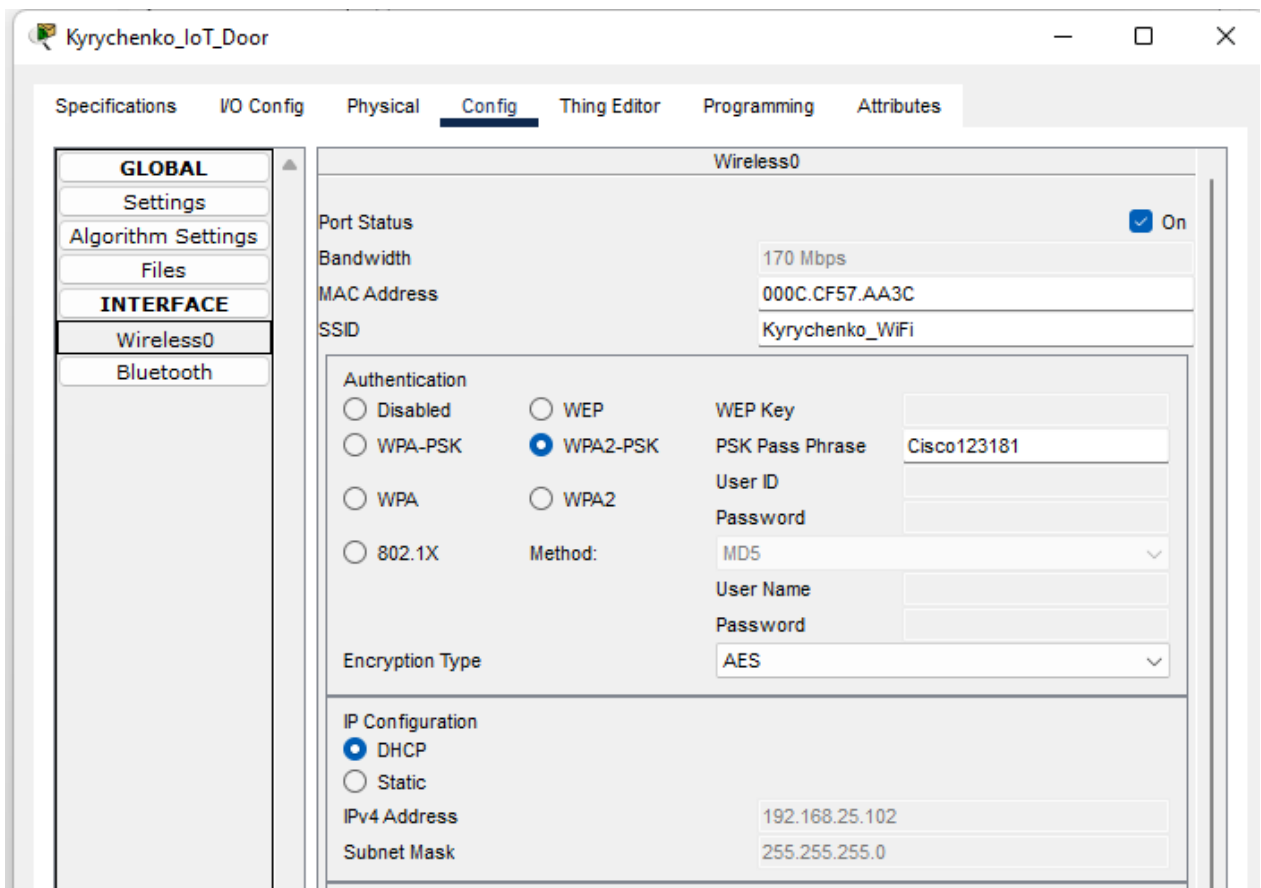 Kyrychenko_IoT_Door
Specifications I/O Config Physical Config Thing Editor Programming Attributes
GLOBAL
Settings
Algorithm Settings
Files
INTERFACE
Wireless0
Bluetooth
Wireless0
Port Status On
Bandwidth 170 Mbps
MAC Address 000C.CF57.AA3C
SSID Kyrychenko_WiFi
Authentication
Disabled WEP WEP Key
WPA-PSK WPA2-PSK PSK Pass Phrase Cisco123181
User ID
WPA WPA2
Password
802.1X Method: MD5
User Name
Password
Encryption Type AES
IP Configuration
DHCP
Static
IPv4 Address 192.168.25.102
Subnet Mask 255.255.255.0